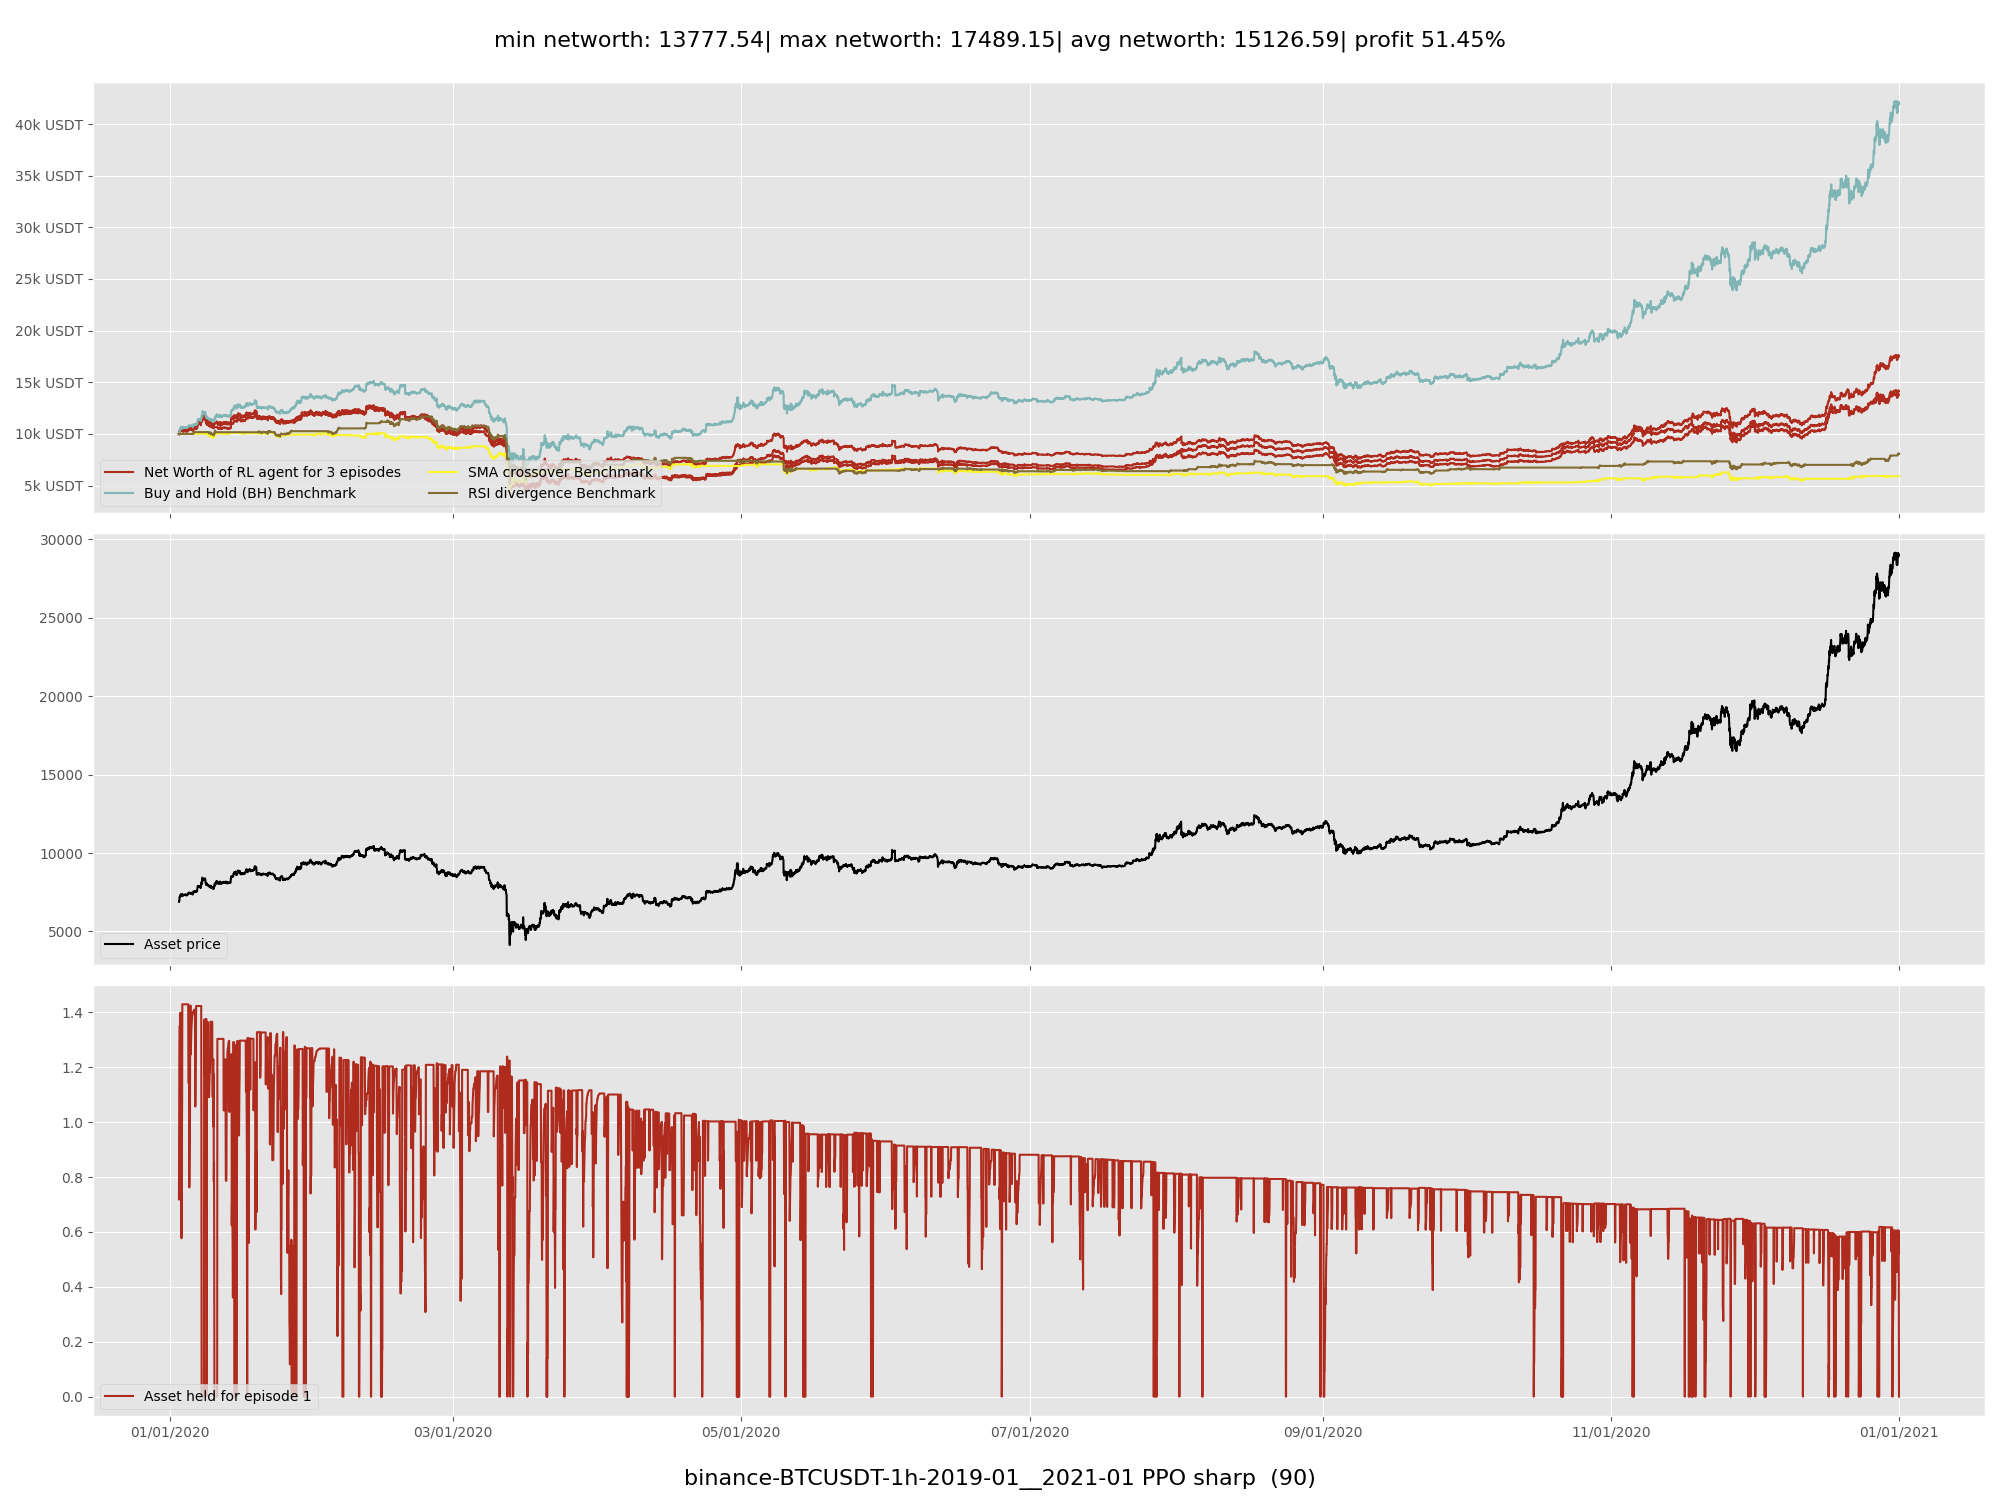 min networth: 13777.54| max networth: 17489.15| avg networth: 15126.59| profit 51.45%
40k USDT
35k USDT
30k USDT
25k USDT
20k USDT
15k USDT
10k USDT
5k USDT
Net Worth of RL agent for 3 episodes
Buy and Hold (BH) Benchmark
SMA crossover Benchmark
RSI divergence Benchmark
30000
25000
20000
15000
10000
5000
Asset price
1.4
1.2
1.0
0.8
0.6
0.4
0.2
0.0
Asset held for episode 1
01/01/2020 03/01/2020 05/01/2020 07/01/2020 09/01/2020 11/01/2020 01/01/2021
binance-BTCUSDT-1h-2019-01__2021-01 PPO sharp  (90)